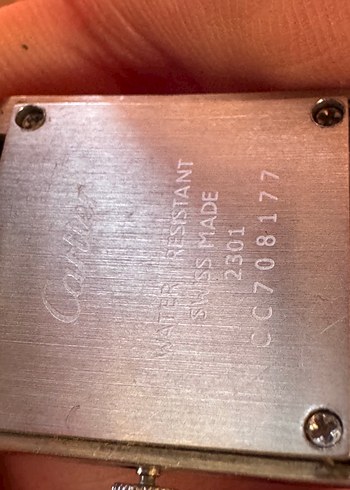 Cartier
WATER RESISTANT
SWISS MADE
2301
CC708177